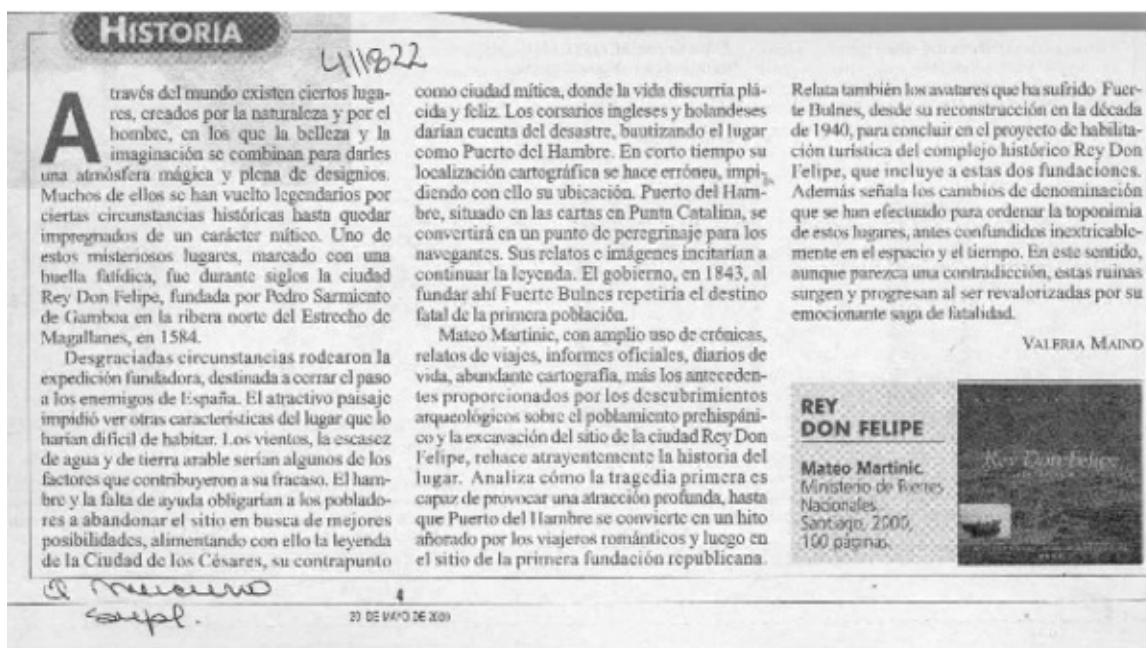 HISTORIA
411822
A través del mundo existen ciertos luga-
res, creados por la naturaleza y por el
hombre, en los que la belleza y la
imaginación se combinan para darles
una atmósfera mágica y plena de designios.
Muchos de ellos se han vuelto legendarios por
ciertas circunstancias históricas hasta quedar
impregnados de un carácter mítico. Uno de
estos misteriosos lugares, marcado con una
huella fatídica, fue durante siglos la ciudad
Rey Don Felipe, fundada por Pedro Sarmiento
de Gamboa en la ribera norte del Estrecho de
Magallanes, en 1584.
Desgraciadas circunstancias rodearon la
expedición fundadora, destinada a cerrar el paso
a los enemigos de España. El atractivo paisaje
impidió ver otras características del lugar que lo
harían difícil de habitar. Los vientos, la escasez
de agua y de tierra arable serían algunos de los
factores que contribuyeron a su fracaso. El ham-
bre y la falta de ayuda obligarían a los poblado-
res a abandonar el sitio en busca de mejores
posibilidades, alimentando con ello la leyenda
de la Ciudad de los Césares, su contrapunto
como ciudad mítica, donde la vida discurría plá-
cida y feliz. Los corsarios ingleses y holandeses
darían cuenta del desastre, bautizando el lugar
como Puerto del Hambre. En corto tiempo su
localización cartográfica se hace errónea, impi-
diendo con ello su ubicación. Puerto del Ham-
bre, situado en las cartas en Punta Catalina, se
convertirá en un punto de peregrinaje para los
navegantes. Sus relatos e imágenes incitarían a
continuar la leyenda. El gobierno, en 1843, al
fundar ahí Fuerte Bulnes repetiría el destino
fatal de la primera población.
Mateo Martinic, con amplio uso de crónicas,
relatos de viajes, informes oficiales, diarios de
vida, abundante cartografía, más los anteceden-
tes proporcionados por los descubrimientos
arqueológicos sobre el poblamiento prehispáni-
co y la excavación del sitio de la ciudad Rey Don
Felipe, rehace atrayentemente la historia del
lugar. Analiza cómo la tragedia primera es
capaz de provocar una atracción profunda, hasta
que Puerto del Hambre se convierte en un hito
añorado por los viajeros románticos y luego en
el sitio de la primera fundación republicana.
Relata también los avatares que ha sufrido Fuer-
te Bulnes, desde su reconstrucción en la década
de 1940, para concluir en el proyecto de habilita-
ción turística del complejo histórico Rey Don
Felipe, que incluye a estas dos fundaciones.
Además señala los cambios de denominación
que se han efectuado para ordenar la toponimia
de estos lugares, antes confundidos inextricable-
mente en el espacio y el tiempo. En este sentido,
aunque parezca una contradicción, estas ruinas
surgen y progresan al ser revalorizadas por su
emocionante saga de fatalidad.
VALERIA MAINO
REY
DON FELIPE
Mateo Martinic.
Ministerio de Bienes
Nacionales.
Santiago, 2000,
100 páginas.
Rey Don Felipe
El Mercurio
supl.
4
20 DE MAYO DE 2000